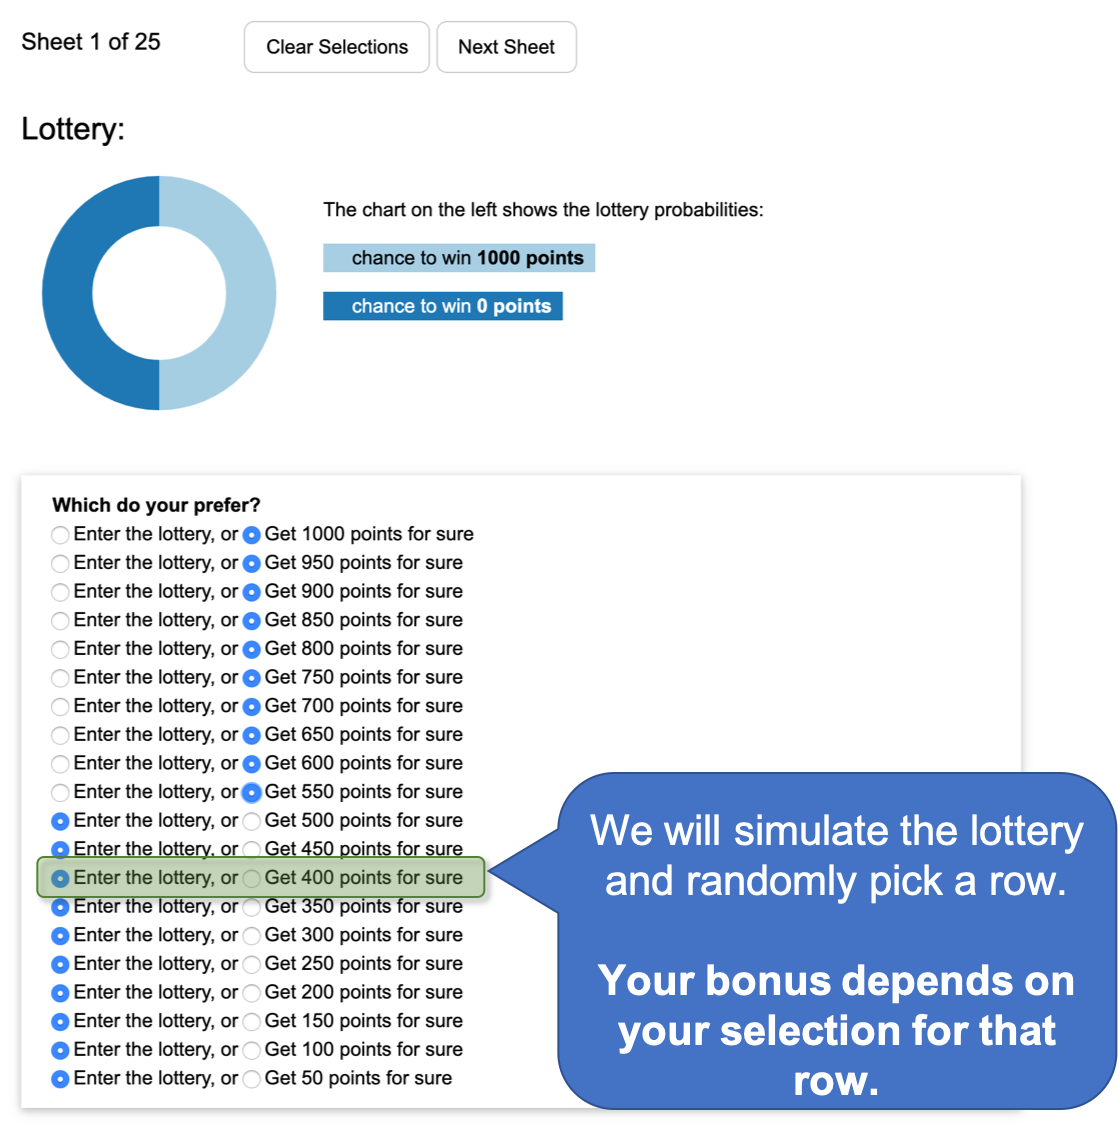 Sheet 1 of 25
Clear Selections
Next Sheet
Lottery:
The chart on the left shows the lottery probabilities:
chance to win 1000 points
chance to win 0 points
Which do your prefer?
Enter the lottery, or Get 1000 points for sure
Enter the lottery, or Get 950 points for sure
Enter the lottery, or Get 900 points for sure
Enter the lottery, or Get 850 points for sure
Enter the lottery, or Get 800 points for sure
Enter the lottery, or Get 750 points for sure
Enter the lottery, or Get 700 points for sure
Enter the lottery, or Get 650 points for sure
Enter the lottery, or Get 600 points for sure
Enter the lottery, or Get 550 points for sure
Enter the lottery, or Get 500 points for sure
Enter the lottery, or Get 450 points for sure
Enter the lottery, or Get 400 points for sure
Enter the lottery, or Get 350 points for sure
Enter the lottery, or Get 300 points for sure
Enter the lottery, or Get 250 points for sure
Enter the lottery, or Get 200 points for sure
Enter the lottery, or Get 150 points for sure
Enter the lottery, or Get 100 points for sure
Enter the lottery, or Get 50 points for sure
We will simulate the lottery
and randomly pick a row.
Your bonus depends on
your selection for that
row.